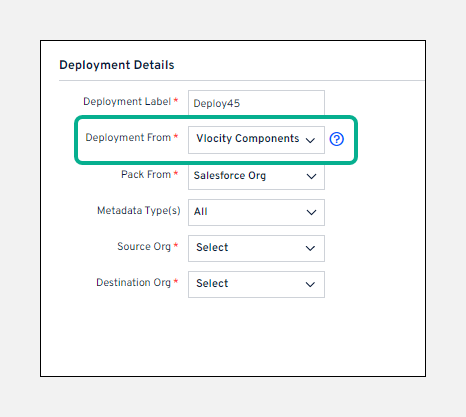 Deployment Details
Deployment Label * Deploy45
Deployment From * Vlocity Components ?
Pack From * Salesforce Org
Metadata Type(s) All
Source Org * Select
Destination Org * Select